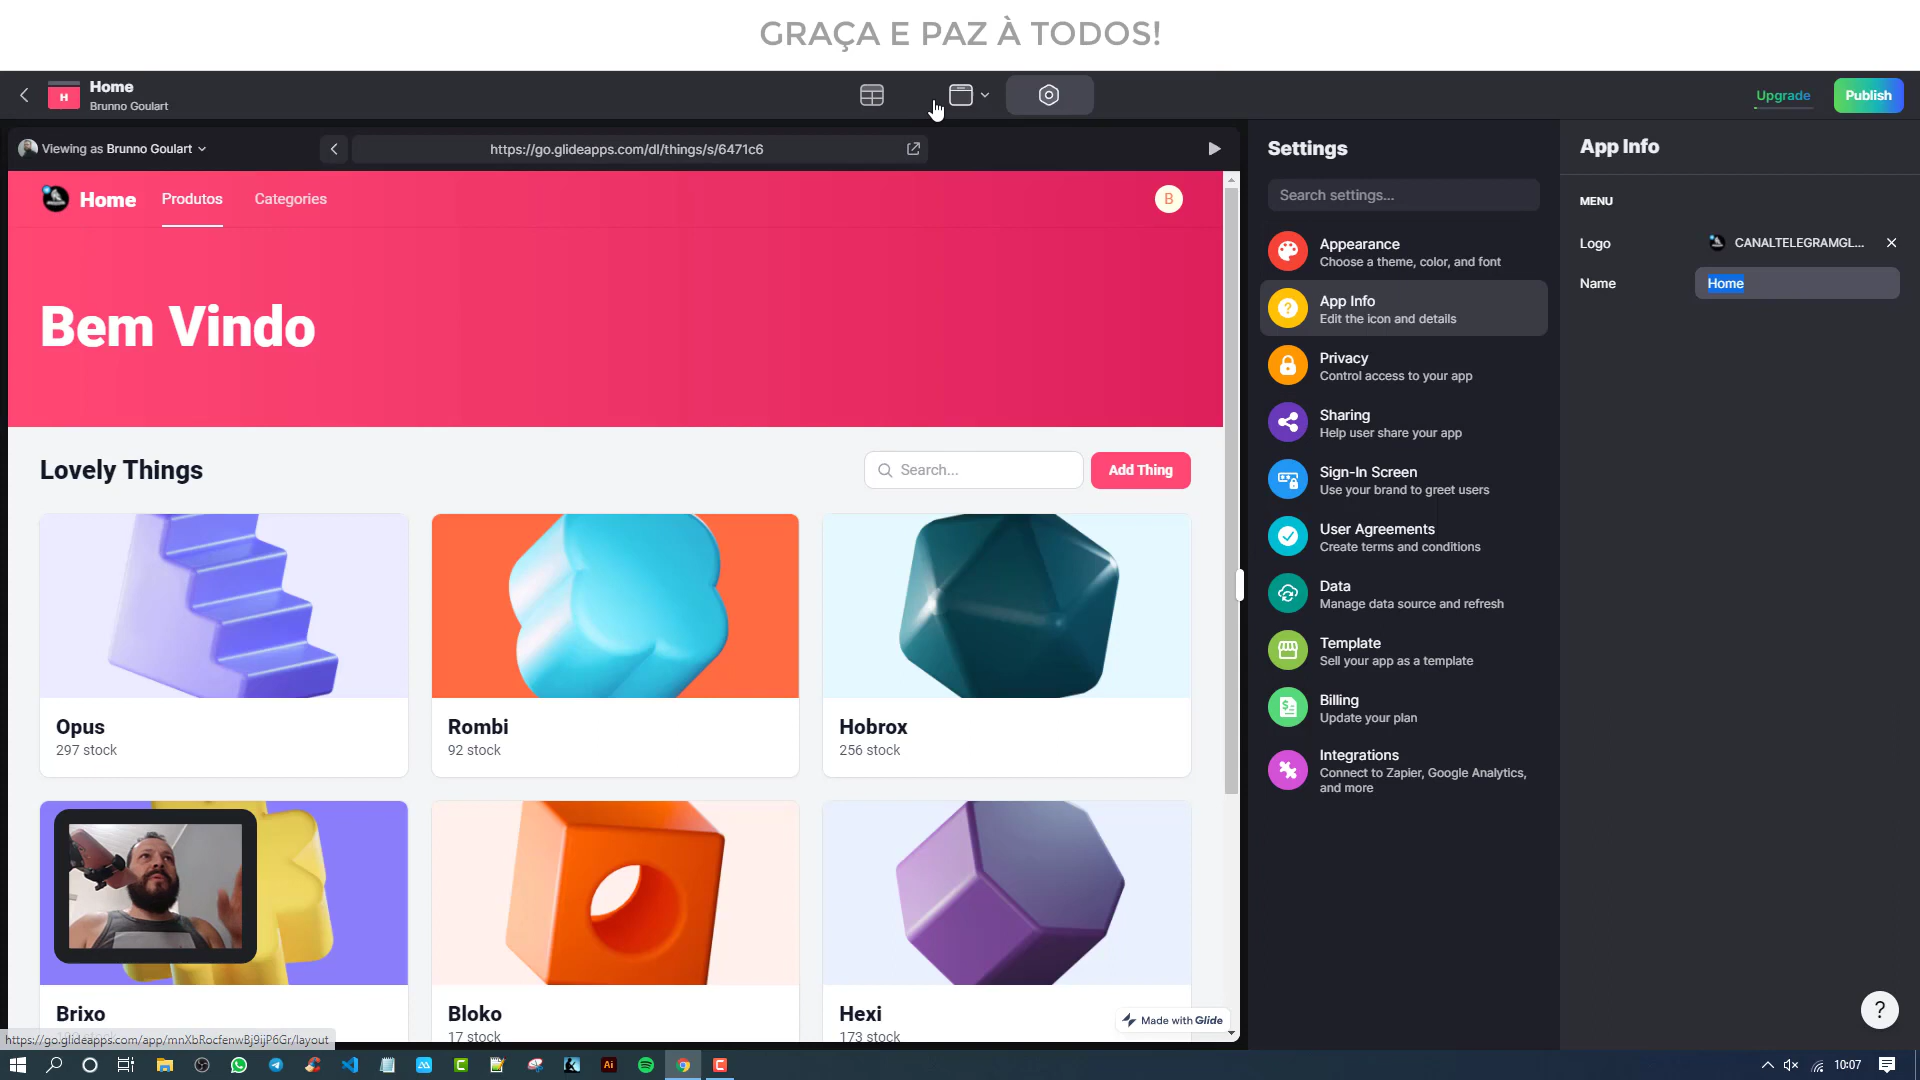 GRAÇA E PAZ À TODOS!
H
Home
Brunno Goulart
Upgrade
Publish
Viewing as Brunno Goulart
https://go.glideapps.com/dl/things/s/6471c6
Home
Produtos
Categories
B
Bem Vindo
Lovely Things
Search...
Add Thing
Opus
297 stock
Rombi
92 stock
Hobrox
256 stock
Brixo
Bloko
17 stock
Hexi
173 stock
Made with Glide
https://go.glideapps.com/app/mnXbRocfenwBj9ijP6Gr/layout
Settings
Search settings...
Appearance
Choose a theme, color, and font
App Info
Edit the icon and details
Privacy
Control access to your app
Sharing
Help user share your app
Sign-In Screen
Use your brand to greet users
User Agreements
Create terms and conditions
Data
Manage data source and refresh
Template
Sell your app as a template
Billing
Update your plan
Integrations
Connect to Zapier, Google Analytics,
and more
App Info
MENU
Logo
CANALTELEGRAMGL...
Name
Home
?
Ai
10:07